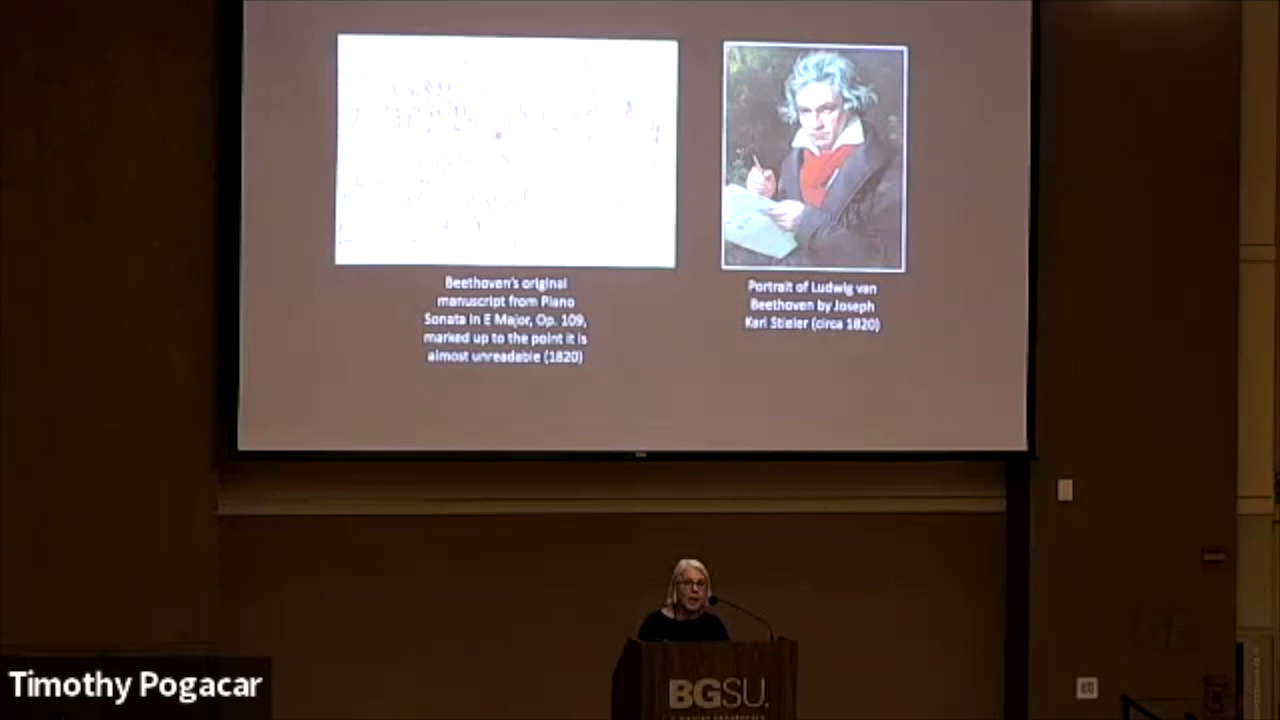 Beethoven's original
manuscript from Piano
Sonata in E Major, Op. 109,
marked up to the point it is
almost unreadable (1820)
Portrait of Ludwig van
Beethoven by Joseph
Karl Stieler (circa 1820)
BGSU.
Timothy Pogacar